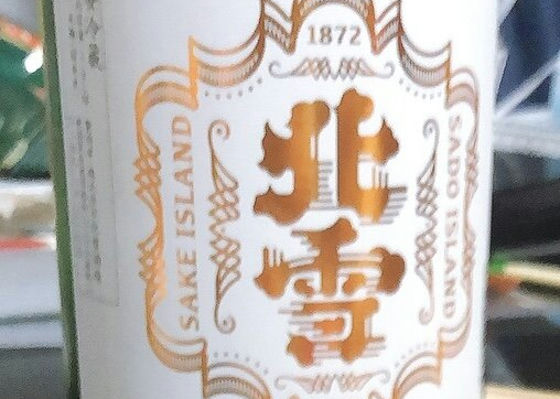 1872
SAKE ISLAND
北雪
SADO ISLAND